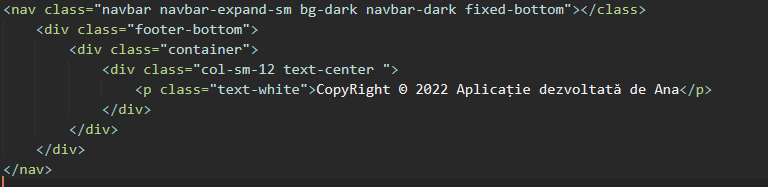 <nav class="navbar navbar-expand-sm bg-dark navbar-dark fixed-bottom"></class>
<div class="footer-bottom">
<div class="container">
<div class="col-sm-12 text-center ">
<p class="text-white">CopyRight © 2022 Aplicație dezvoltată de Ana</p>
</div>
</div>
</div>
</nav>